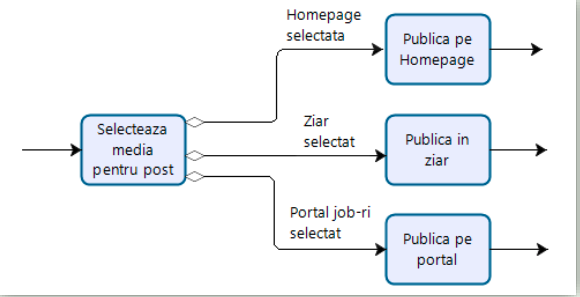 Homepage
selectata
Publica pe
Homepage
Selecteaza
media
pentru post
Ziar
selectat
Publica in
ziar
Portal job-ri
selectat
Publica pe
portal